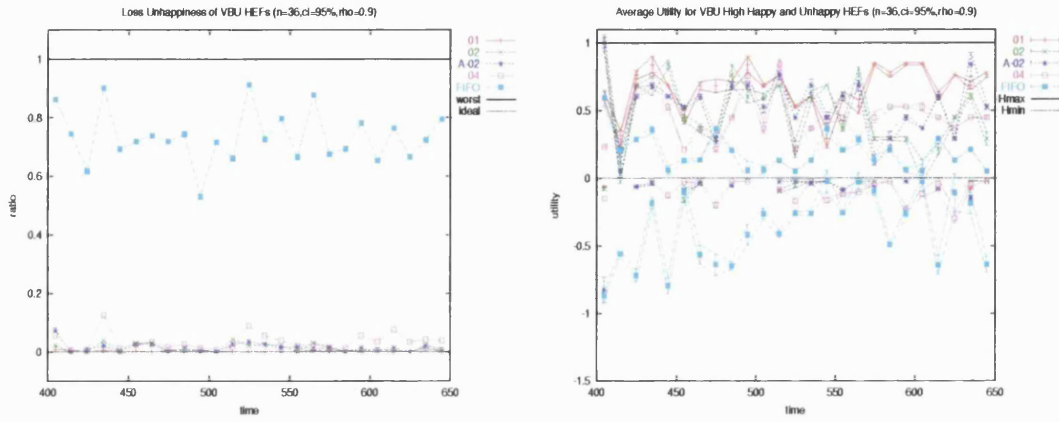 Loss Unhappiness of VBU HEFs (n=36,ci=95%,rho=0.9)
01
02
A-02
04
FIFO
worst
ideal
1
0.8
0.6
0.4
0.2
0
ratio
400
450
500
550
600
650
time
Average Utility for VBU High Happy and Unhappy HEFs (n=36,ci=95%,rho=0.9)
01
02
A-02
04
FIFO
Hmax
Hmin
1
0.5
0
-0.5
-1
-1.5
utility
400
450
500
550
600
650
time